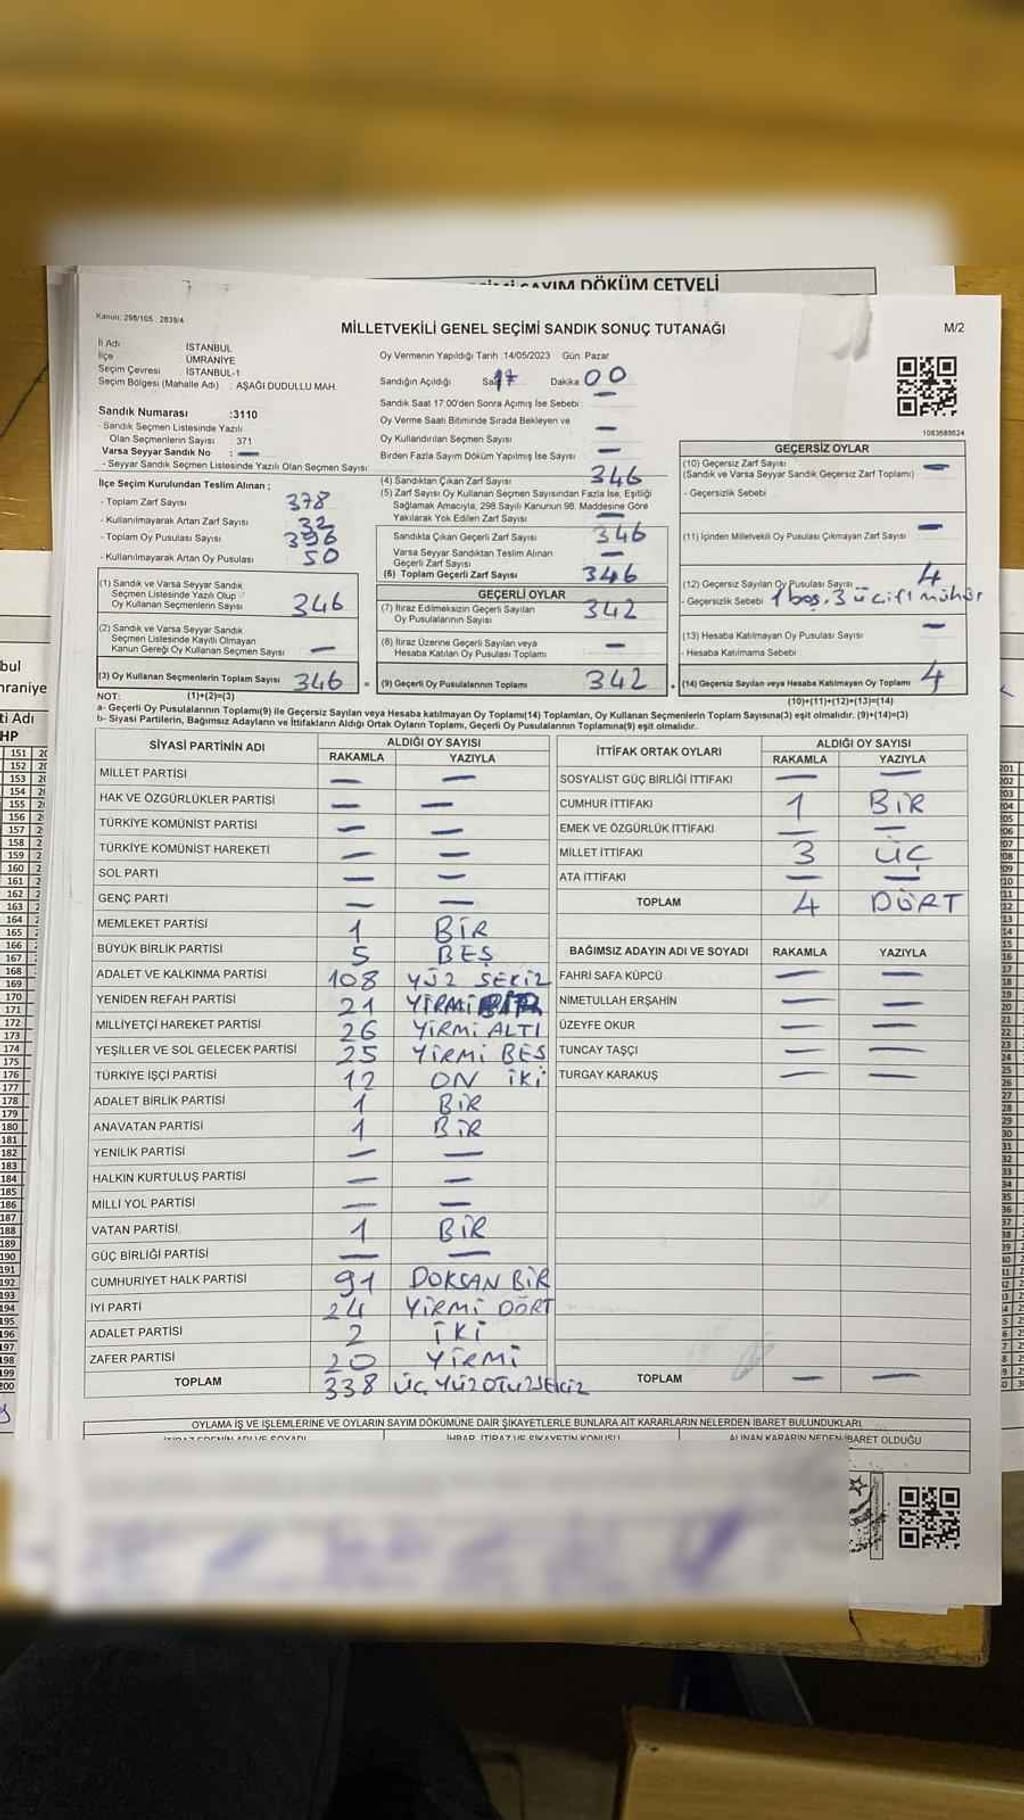 SAYIM DÖKÜM CETVELİ
Kanun: 298/105 2839/4
MİLLETVEKİLİ GENEL SEÇİMİ SANDIK SONUÇ TUTANAĞI
M/2
İl Adı İSTANBUL
İlçe ÜMRANİYE
Seçim Çevresi İSTANBUL-1
Seçim Bölgesi (Mahalle Adı) : AŞAĞI DUDULLU MAH.
Sandık Numarası :3110
- Sandık Seçmen Listesinde Yazılı
Olan Seçmenlerin Sayısı 371
Varsa Seyyar Sandık No : —
- Seyyar Sandık Seçmen Listesinde Yazılı Olan Seçmen Sayısı
Oy Vermenin Yapıldığı Tarih :14/05/2023 Gün: Pazar
Sandığın Açıldığı Saat 17 Dakika 00
Sandık Saat 17:00'den Sonra Açımış İse Sebebi : —
Oy Verme Saati Bitiminde Sırada Bekleyen ve
Oy Kullandırılan Seçmen Sayısı —
Birden Fazla Sayım Döküm Yapılmış İse Sayısı —
1083688624
İlçe Seçim Kurulundan Teslim Alınan :
- Toplam Zarf Sayısı 378
- Kullanılmayarak Artan Zarf Sayısı 32
- Toplam Oy Pusulası Sayısı 396
- Kullanılmayarak Artan Oy Pusulası 50
(1) Sandık ve Varsa Seyyar Sandık
Seçmen Listesinde Yazılı Olup
Oy Kullanan Seçmenlerin Sayısı 346
(2) Sandık ve Varsa Seyyar Sandık
Seçmen Listesinde Kayıtlı Olmayan
Kanun Gereği Oy Kullanan Seçmen Sayısı —
(3) Oy Kullanan Seçmenlerin Toplam Sayısı 346 =
(4) Sandıktan Çıkan Zarf Sayısı 346
(5) Zarf Sayısı Oy Kullanan Seçmen Sayısından Fazla İse, Eşitliği
Sağlamak Amacıyla, 298 Sayılı Kanunun 98. Maddesine Göre
Yakılarak Yok Edilen Zarf Sayısı —
Sandıkta Çıkan Geçerli Zarf Sayısı 346
Varsa Seyyar Sandıktan Teslim Alınan
Geçerli Zarf Sayısı —
(6) Toplam Geçerli Zarf Sayısı 346
GEÇERLİ OYLAR
(7) İtiraz Edilmeksizin Geçerli Sayılan
Oy Pusulalarının Sayısı 342
(8) İtiraz Üzerine Geçerli Sayılan veya
Hesaba Katılan Oy Pusulası Toplamı —
(9) Geçerli Oy Pusulalarının Toplamı 342 +
GEÇERSİZ OYLAR
(10) Geçersiz Zarf Sayısı —
(Sandık ve Varsa Seyyar Sandık Geçersiz Zarf Toplamı)
- Geçersizlik Sebebi
(11) İçinden Milletvekili Oy Pusulası Çıkmayan Zarf Sayısı —
(12) Geçersiz Sayılan Oy Pusulası Sayısı 4
- Geçersizlik Sebebi 1 boş. 3 ü çift mühür
(13) Hesaba Katılmayan Oy Pusulası Sayısı —
- Hesaba Katılmama Sebebi
(14) Geçersiz Sayılan veya Hesaba Katılmayan Oy Toplamı 4
NOT: (1)+(2)=(3) (10)+(11)+(12)+(13)=(14)
a- Geçerli Oy Pusulalarının Toplamı(9) ile Geçersiz Sayılan veya Hesaba katılmayan Oy Toplamı(14) Toplamları, Oy Kullanan Seçmenlerin Toplam Sayısına(3) eşit olmalıdır. (9)+(14)=(3)
b- Siyasi Partilerin, Bağımsız Adayların ve İttifakların Aldığı Ortak Oyların Toplamı, Geçerli Oy Pusulalarının Toplamına(9) eşit olmalıdır.
SİYASİ PARTİNİN ADI ALDIĞI OY SAYISI
RAKAMLA YAZIYLA
MİLLET PARTİSİ — —
HAK VE ÖZGÜRLÜKLER PARTİSİ — —
TÜRKİYE KOMÜNİST PARTİSİ — —
TÜRKİYE KOMÜNİST HAREKETİ — —
SOL PARTİ — —
GENÇ PARTİ — —
MEMLEKET PARTİSİ 1 BİR
BÜYÜK BİRLİK PARTİSİ 5 BEŞ
ADALET VE KALKINMA PARTİSİ 108 YÜZ SEKİZ
YENİDEN REFAH PARTİSİ 21 YİRMİ BİR
MİLLİYETÇİ HAREKET PARTİSİ 26 YİRMİ ALTI
YEŞİLLER VE SOL GELECEK PARTİSİ 25 YİRMİ BEŞ
TÜRKİYE İŞÇİ PARTİSİ 12 ON İKİ
ADALET BİRLİK PARTİSİ 1 BİR
ANAVATAN PARTİSİ 1 BİR
YENİLİK PARTİSİ — —
HALKIN KURTULUŞ PARTİSİ — —
MİLLİ YOL PARTİSİ — —
VATAN PARTİSİ 1 BİR
GÜÇ BİRLİĞİ PARTİSİ — —
CUMHURİYET HALK PARTİSİ 91 DOKSAN BİR
İYİ PARTİ 24 YİRMİ DÖRT
ADALET PARTİSİ 2 İKİ
ZAFER PARTİSİ 20 YİRMİ
TOPLAM 338 ÜÇ YÜZ OTUZ SEKİZ
İTTİFAK ORTAK OYLARI ALDIĞI OY SAYISI
RAKAMLA YAZIYLA
SOSYALİST GÜÇ BİRLİĞİ İTTİFAKI — —
CUMHUR İTTİFAKI 1 BİR
EMEK VE ÖZGÜRLÜK İTTİFAKI — —
MİLLET İTTİFAKI 3 ÜÇ
ATA İTTİFAKI — —
TOPLAM 4 DÖRT
BAĞIMSIZ ADAYIN ADI VE SOYADI RAKAMLA YAZIYLA
FAHRİ SAFA KÜPCÜ — —
NİMETULLAH ERŞAHİN — —
ÜZEYFE OKUR — —
TUNCAY TAŞÇI — —
TURGAY KARAKUŞ — —
TOPLAM — —
OYLAMA İŞ VE İŞLEMLERİNE VE OYLARIN SAYIM DÖKÜMÜNE DAİR ŞİKAYETLERLE BUNLARA AİT KARARLARIN NELERDEN İBARET BULUNDUKLARI
İTİRAZ EDENİN ADI VE SOYADI İHBAR, İTİRAZ VE ŞİKAYETİN KONUSU ALINAN KARARIN NEDEN İBARET OLDUĞU